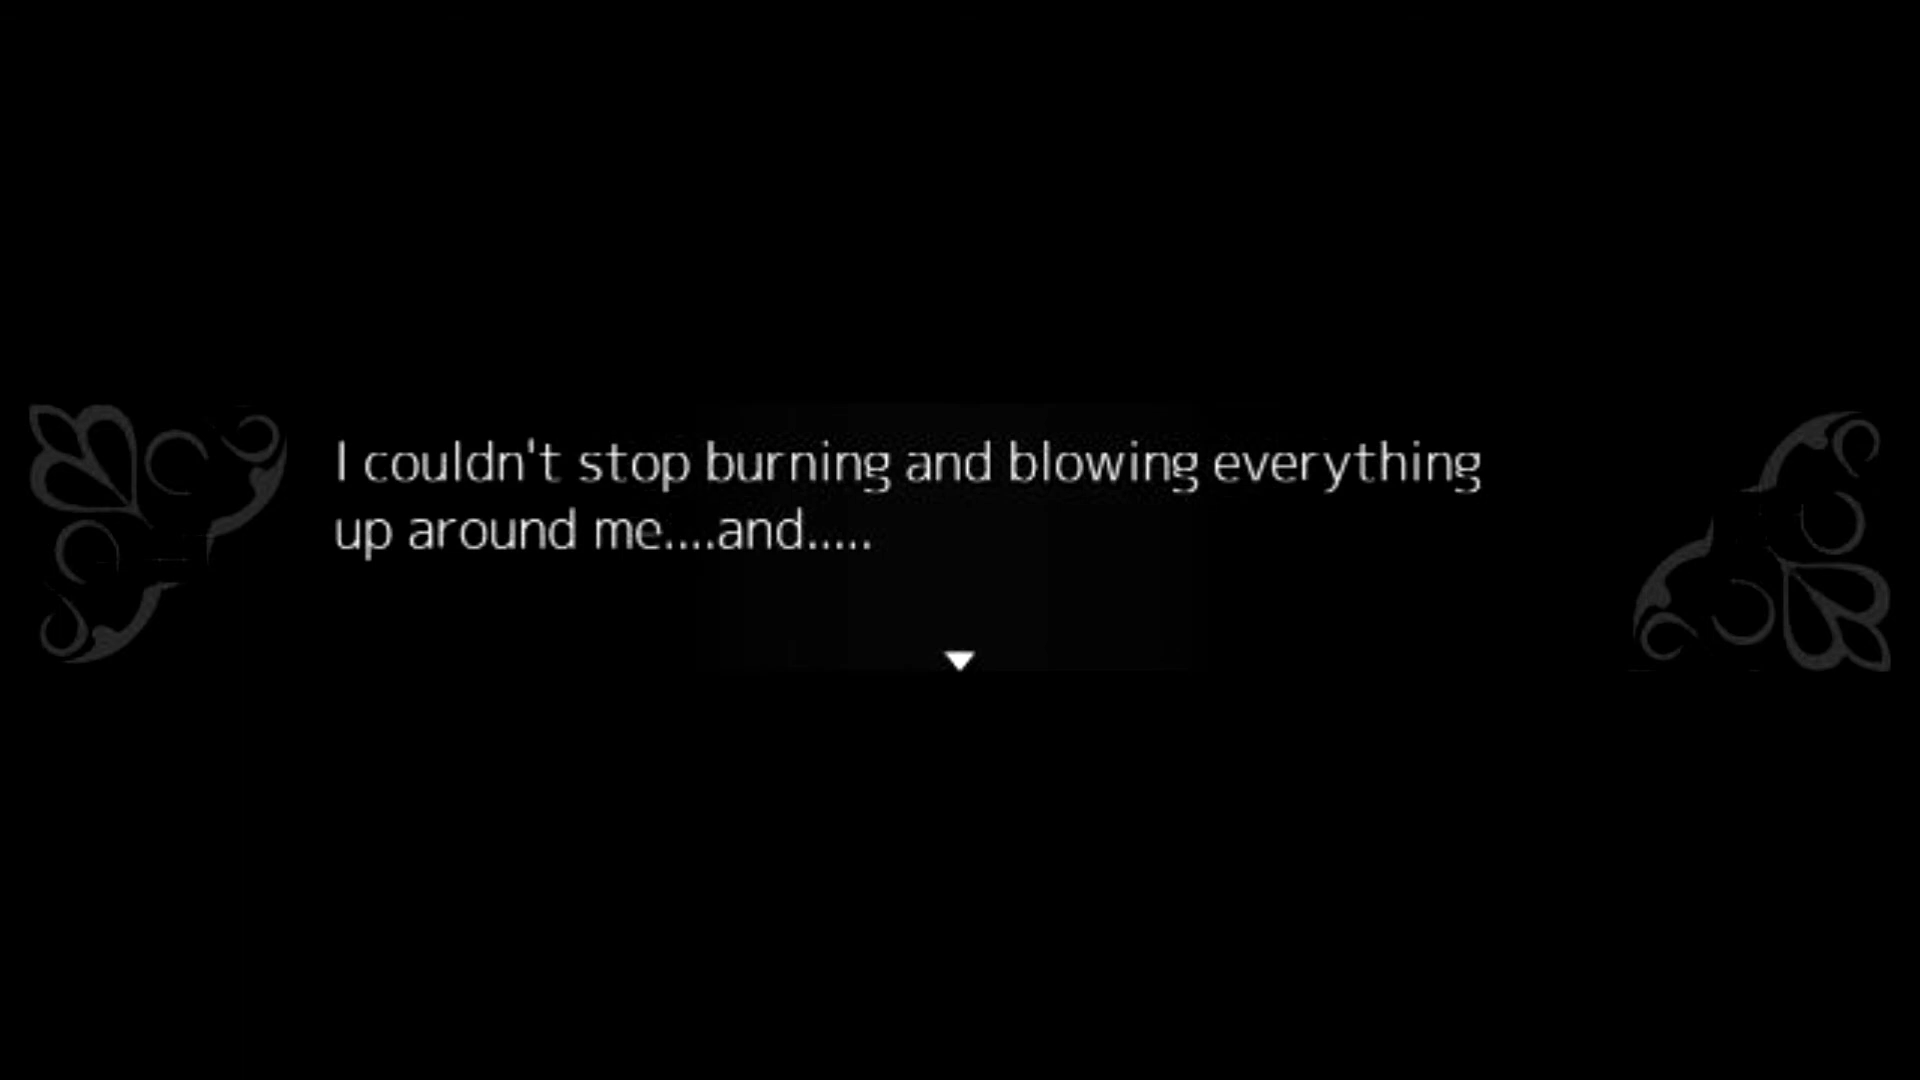 I couldn't stop burning and blowing everything
up around me....and.....